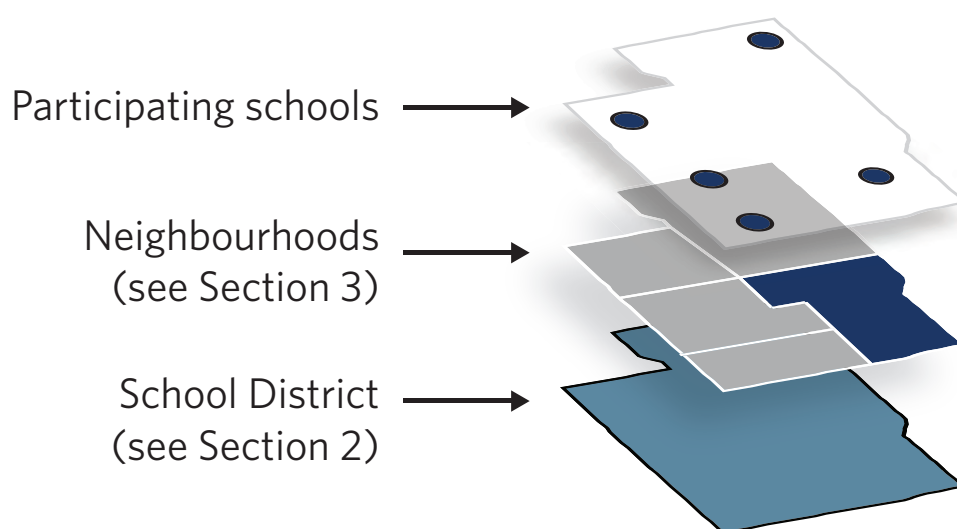 Participating schools
Neighbourhoods
(see Section 3)
School District
(see Section 2)